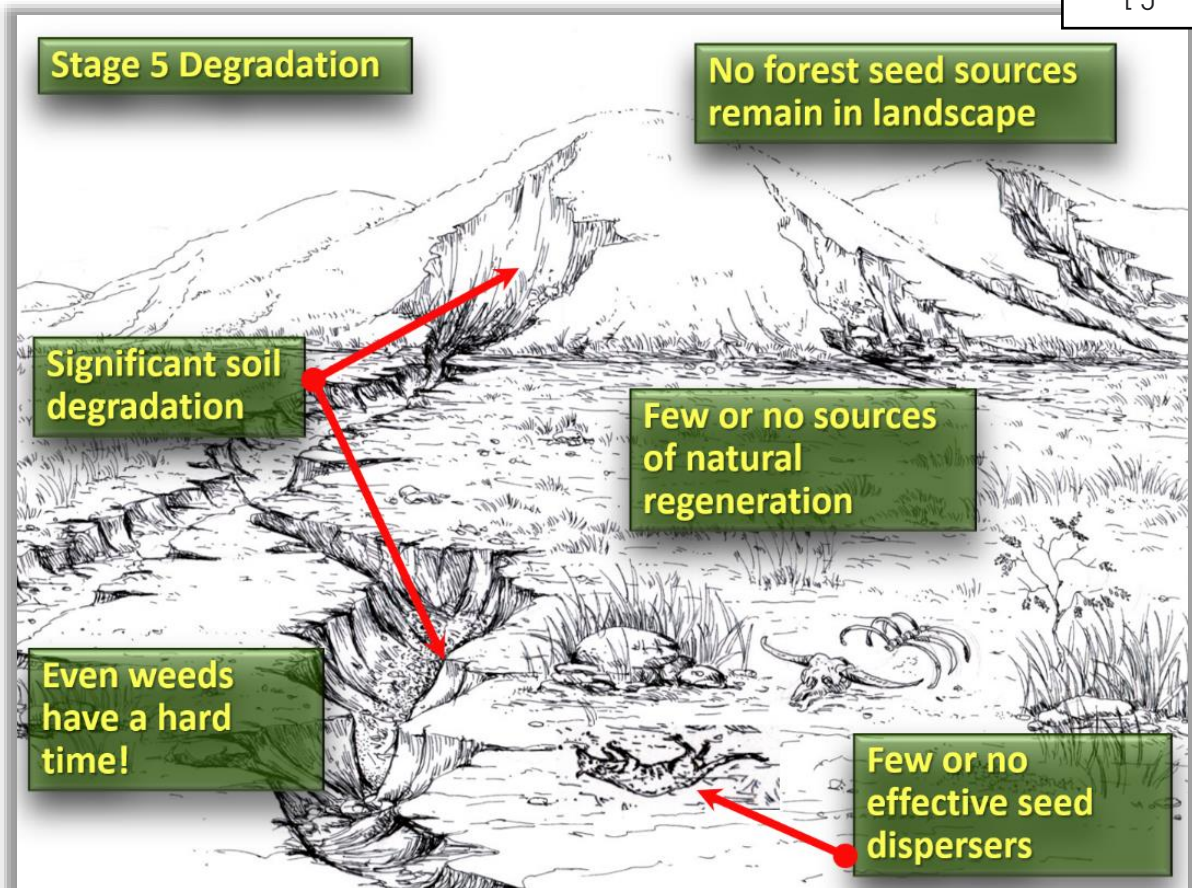 Stage 5 Degradation
No forest seed sources
remain in landscape
Significant soil
degradation
Few or no sources
of natural
regeneration
Even weeds
have a hard
time!
Few or no
effective seed
dispersers